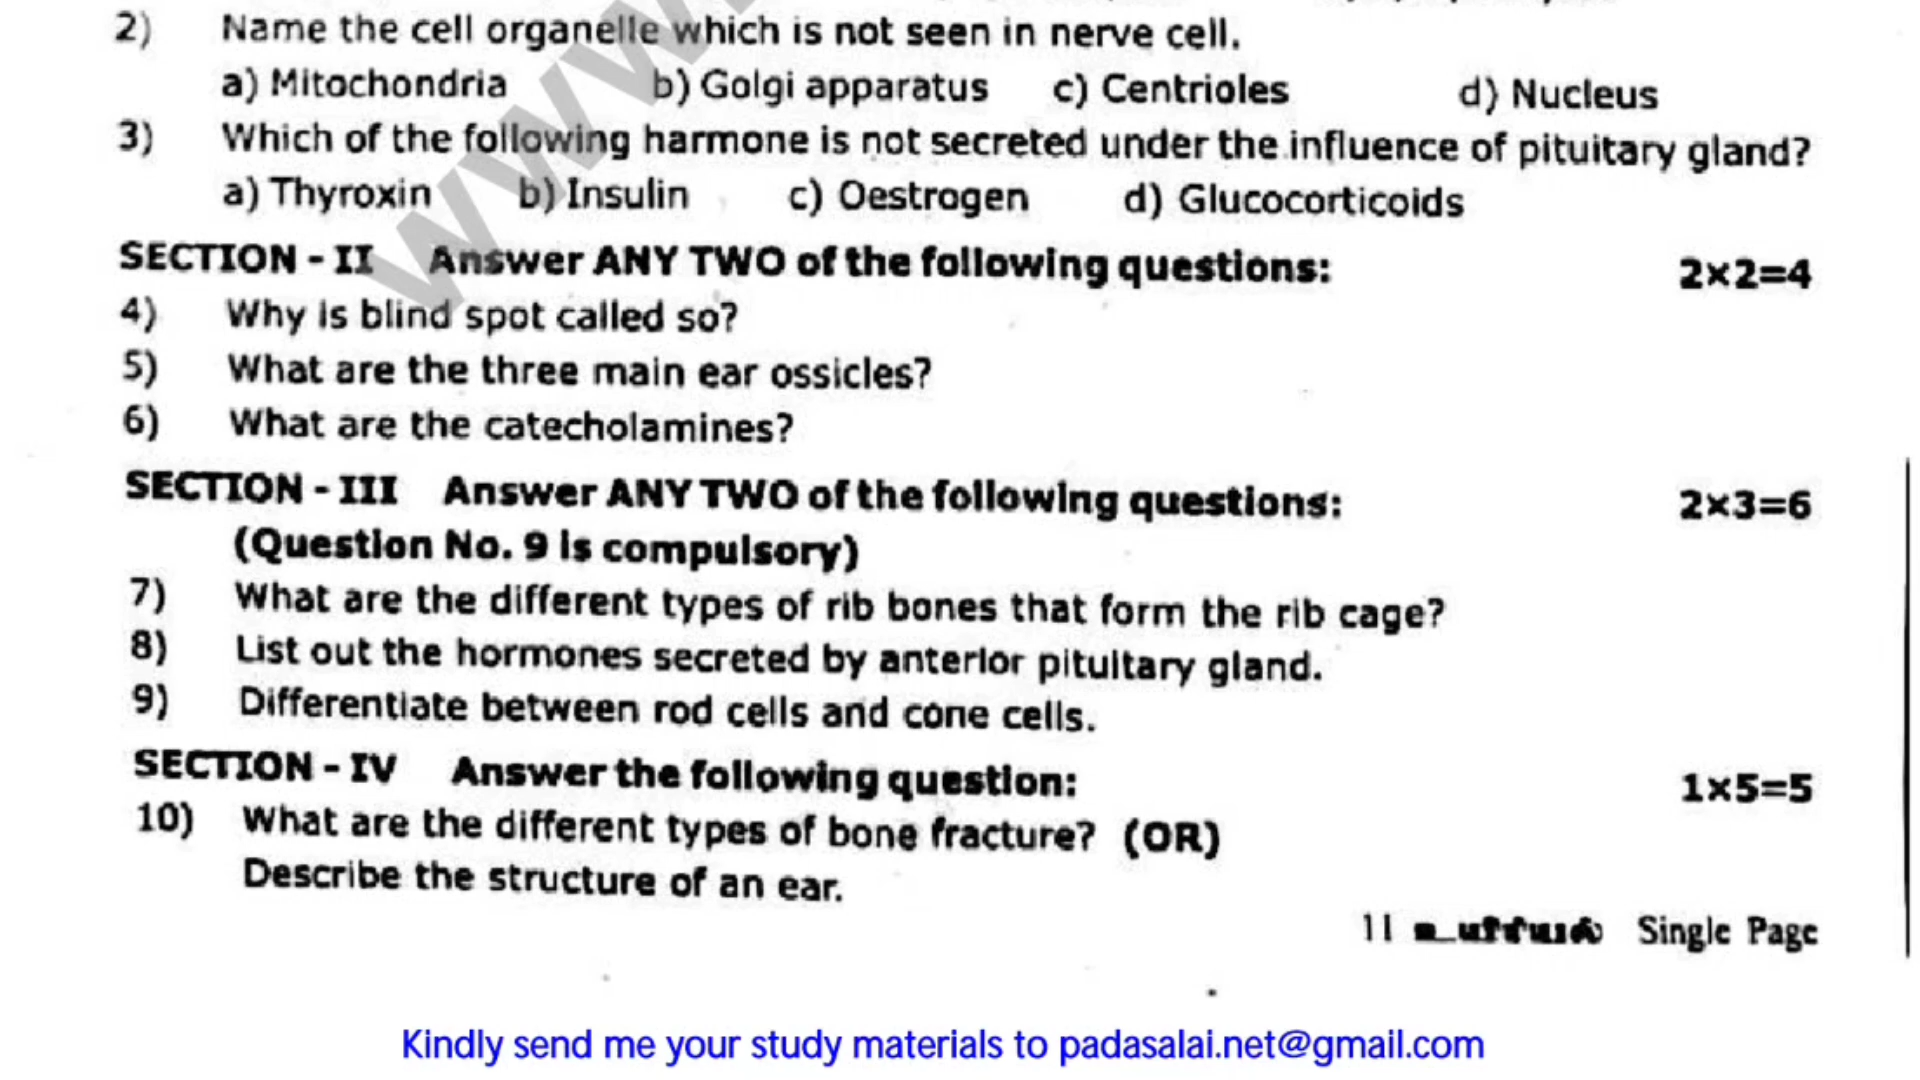 2) Name the cell organelle which is not seen in nerve cell.
a) Mitochondria b) Golgi apparatus c) Centrioles d) Nucleus
3) Which of the following harmone is not secreted under the influence of pituitary gland?
a) Thyroxin b) Insulin c) Oestrogen d) Glucocorticoids
SECTION - II Answer ANY TWO of the following questions: 2×2=4
4) Why is blind spot called so?
5) What are the three main ear ossicles?
6) What are the catecholamines?
SECTION - III Answer ANY TWO of the following questions: 2×3=6
(Question No. 9 is compulsory)
7) What are the different types of rib bones that form the rib cage?
8) List out the hormones secreted by anterior pituitary gland.
9) Differentiate between rod cells and cone cells.
SECTION - IV Answer the following question: 1×5=5
10) What are the different types of bone fracture? (OR)
Describe the structure of an ear.
11 Single Page
Kindly send me your study materials to padasalai.net@gmail.com